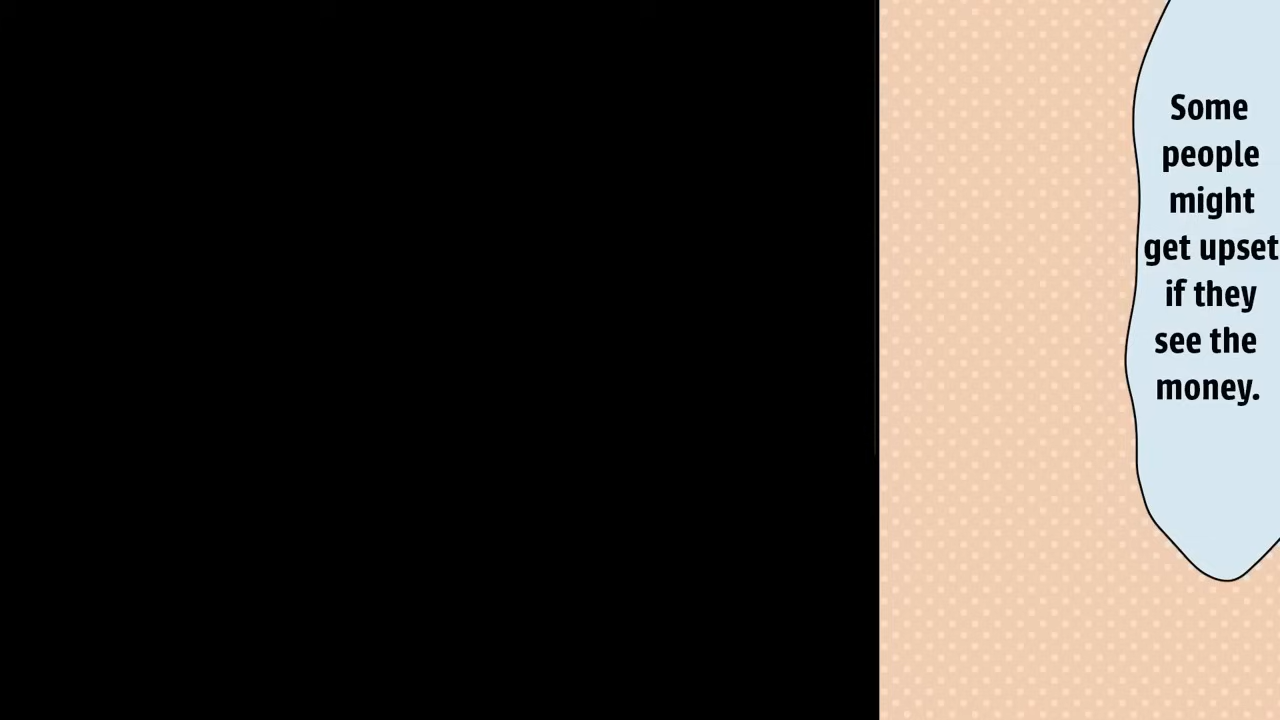 Some
people
might
get upset
if they
see the
money.